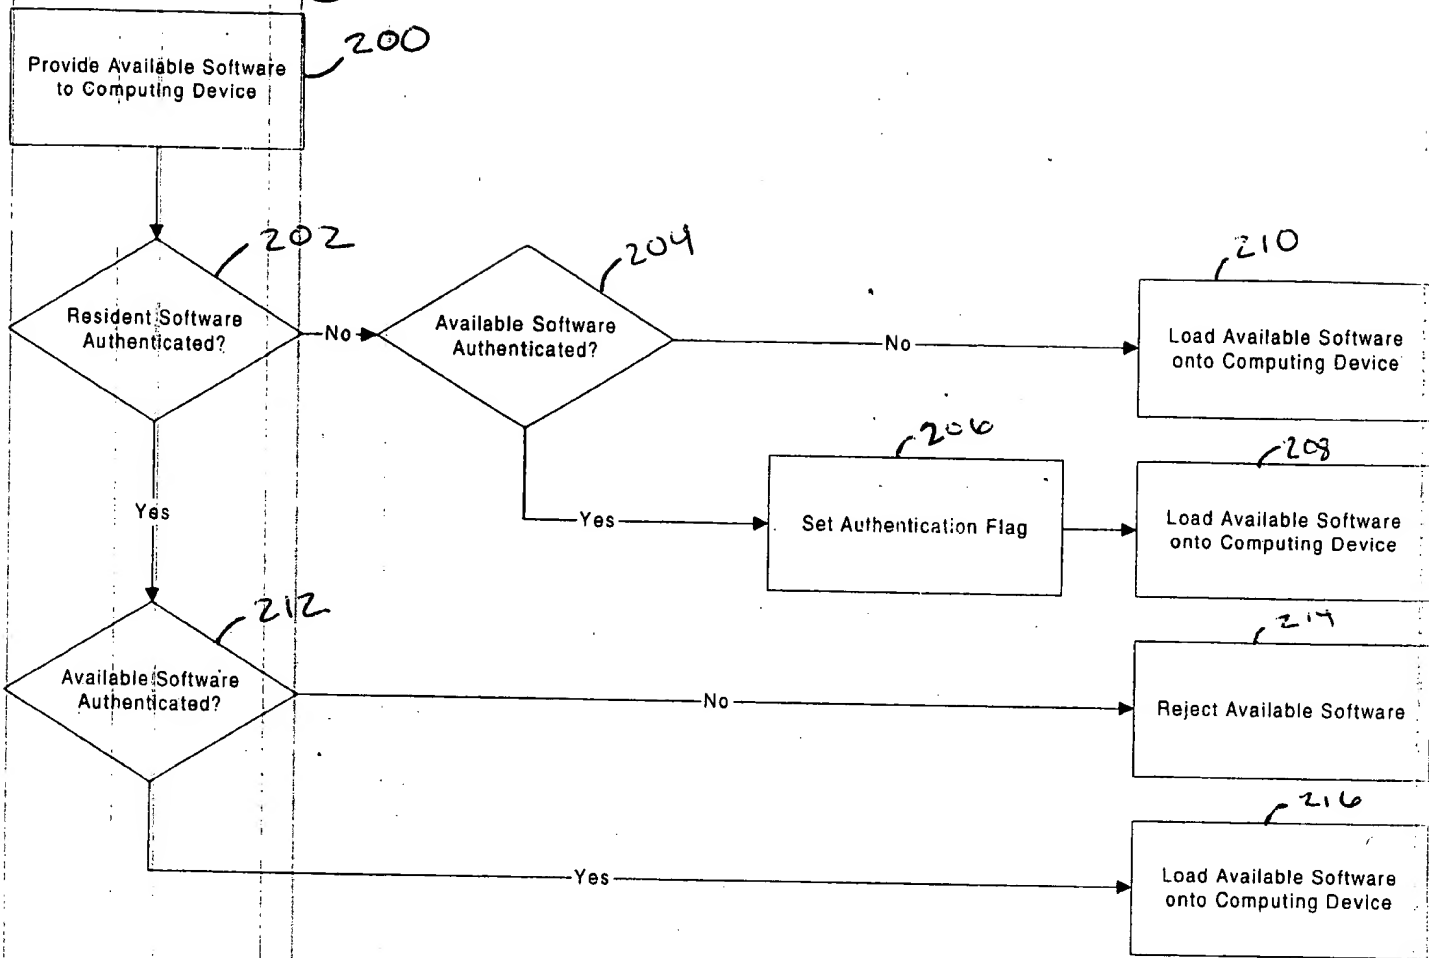 200
Provide Available Software
to Computing Device
202
204
210
Resident Software
Authenticated?
No
Available Software
Authenticated?
No
Load Available Software
onto Computing Device
206
208
Yes
Yes
Set Authentication Flag
Load Available Software
onto Computing Device
212
214
Available Software
Authenticated?
No
Reject Available Software
216
Yes
Load Available Software
onto Computing Device